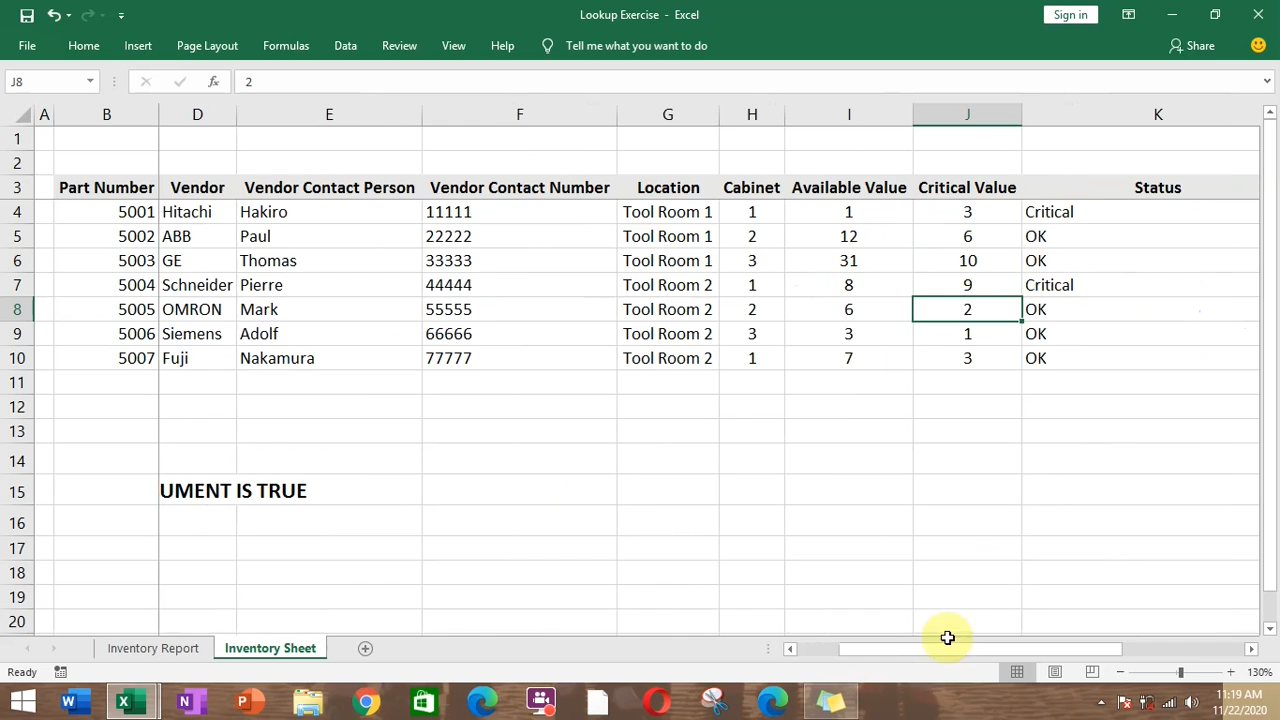 Lookup Exercise - Excel
Sign in
File Home Insert Page Layout Formulas Data Review View Help Tell me what you want to do Share
J8 fx 2
A B D E F G H I J K
1
2
3 Part Number Vendor Vendor Contact Person Vendor Contact Number Location Cabinet Available Value Critical Value Status
4 5001 Hitachi Hakiro 11111 Tool Room 1 1 1 3 Critical
5 5002 ABB Paul 22222 Tool Room 1 2 12 6 OK
6 5003 GE Thomas 33333 Tool Room 1 3 31 10 OK
7 5004 Schneider Pierre 44444 Tool Room 2 1 8 9 Critical
8 5005 OMRON Mark 55555 Tool Room 2 2 6 2 OK
9 5006 Siemens Adolf 66666 Tool Room 2 3 3 1 OK
10 5007 Fuji Nakamura 77777 Tool Room 2 1 7 3 OK
11
12
13
14
15 UMENT IS TRUE
16
17
18
19
20
Inventory Report Inventory Sheet
Ready 130%
11:19 AM
11/22/2020